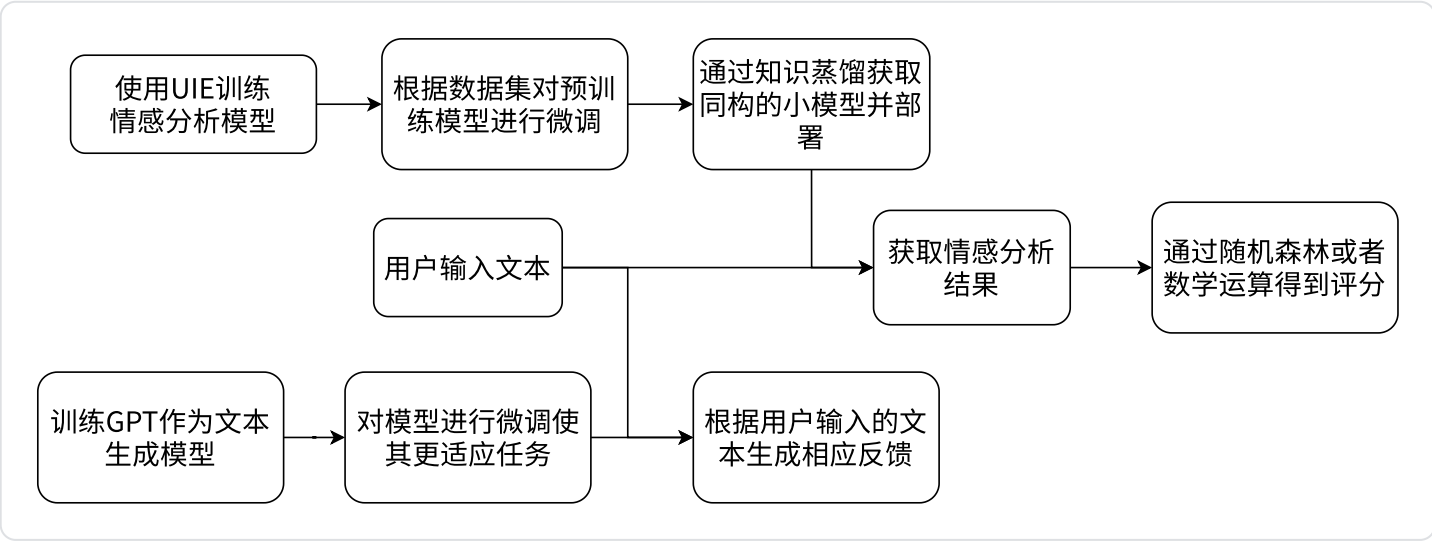 使用UIE训练
情感分析模型
根据数据集对预训
练模型进行微调
通过知识蒸馏获取
同构的小模型并部
署
用户输入文本
获取情感分析
结果
通过随机森林或者
数学运算得到评分
训练GPT作为文本
生成模型
对模型进行微调使
其更适应任务
根据用户输入的文
本生成相应反馈